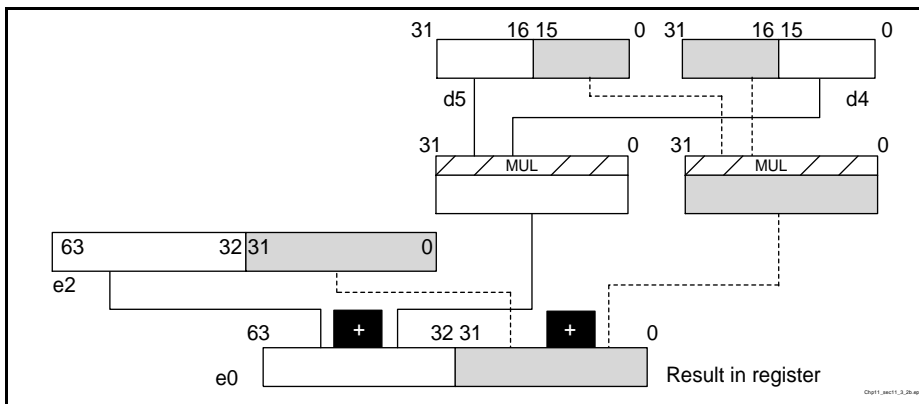 31 16 15 0 31 16 15 0
d5 d4
31 0 31 0
MUL MUL
63 32 31 0
e2
+ +
63 32 31 0
e0 Result in register